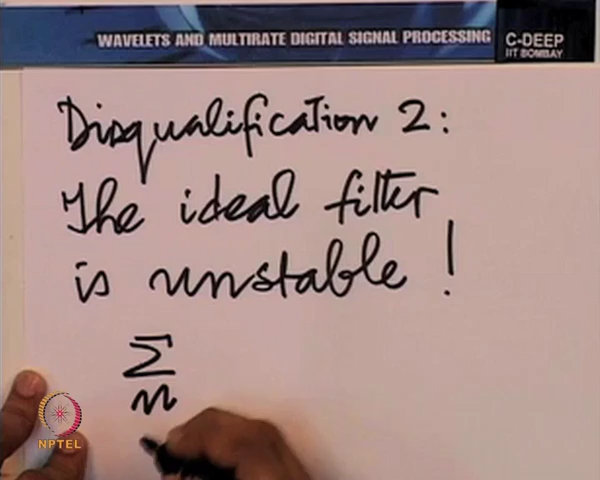 WAVELETS AND MULTIRATE DIGITAL SIGNAL PROCESSING
C-DEEP
IIT BOMBAY
Disqualification 2:
The ideal filter
is unstable !
Σ
n
NPTEL